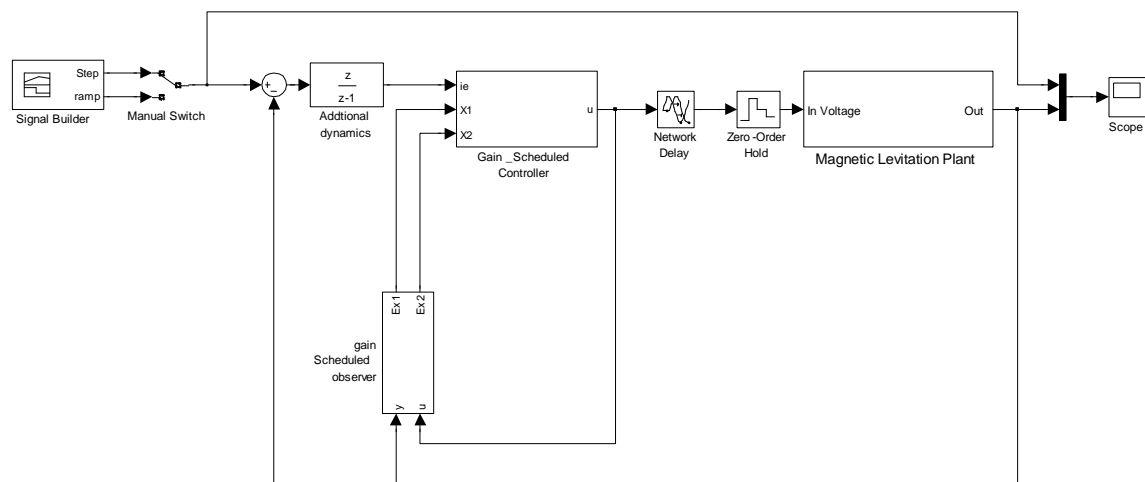 Step
ramp
Signal Builder
Manual Switch
+
−
z
z-1
Addtional
dynamics
ie
X1
X2
u
Gain _Scheduled
Controller
Network
Delay
Zero -Order
Hold
In Voltage
Out
Magnetic Levitation Plant
Scope
Ex1
Ex2
gain
Scheduled
observer
y
u